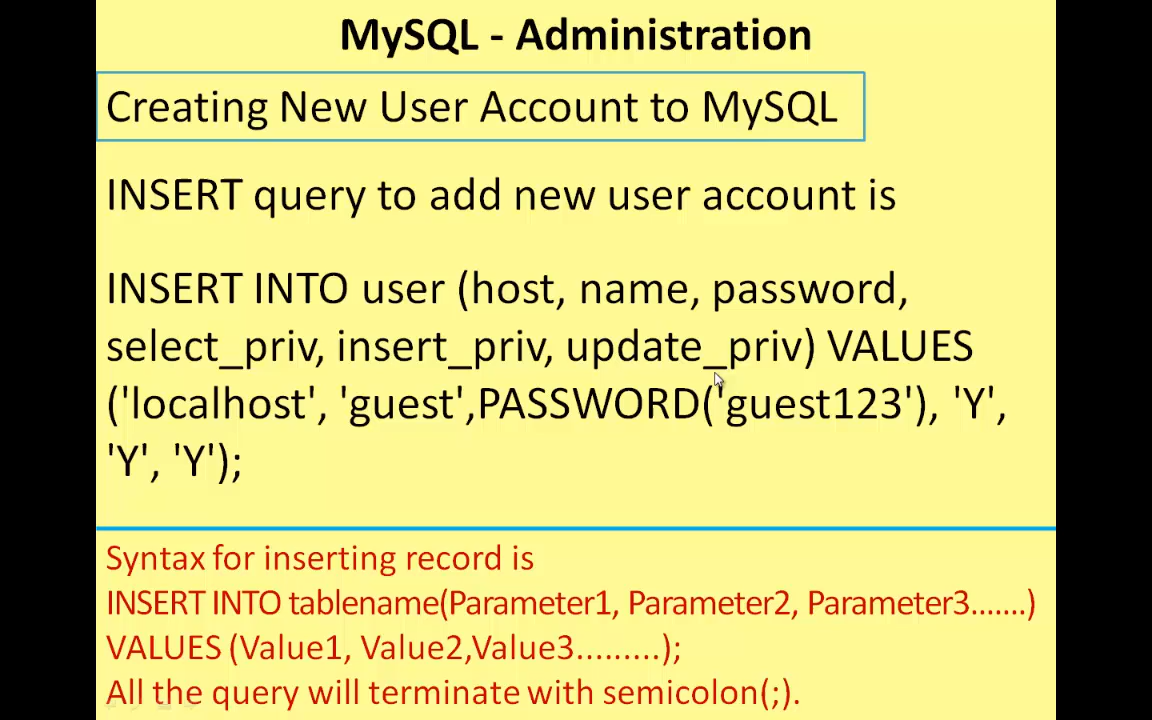 MySQL - Administration
Creating New User Account to MySQL
INSERT query to add new user account is
INSERT INTO user (host, name, password,
select_priv, insert_priv, update_priv) VALUES
('localhost', 'guest',PASSWORD('guest123'), 'Y',
'Y', 'Y');
Syntax for inserting record is
INSERT INTO tablename(Parameter1, Parameter2, Parameter3.......)
VALUES (Value1, Value2,Value3.........);
All the query will terminate with semicolon(;).